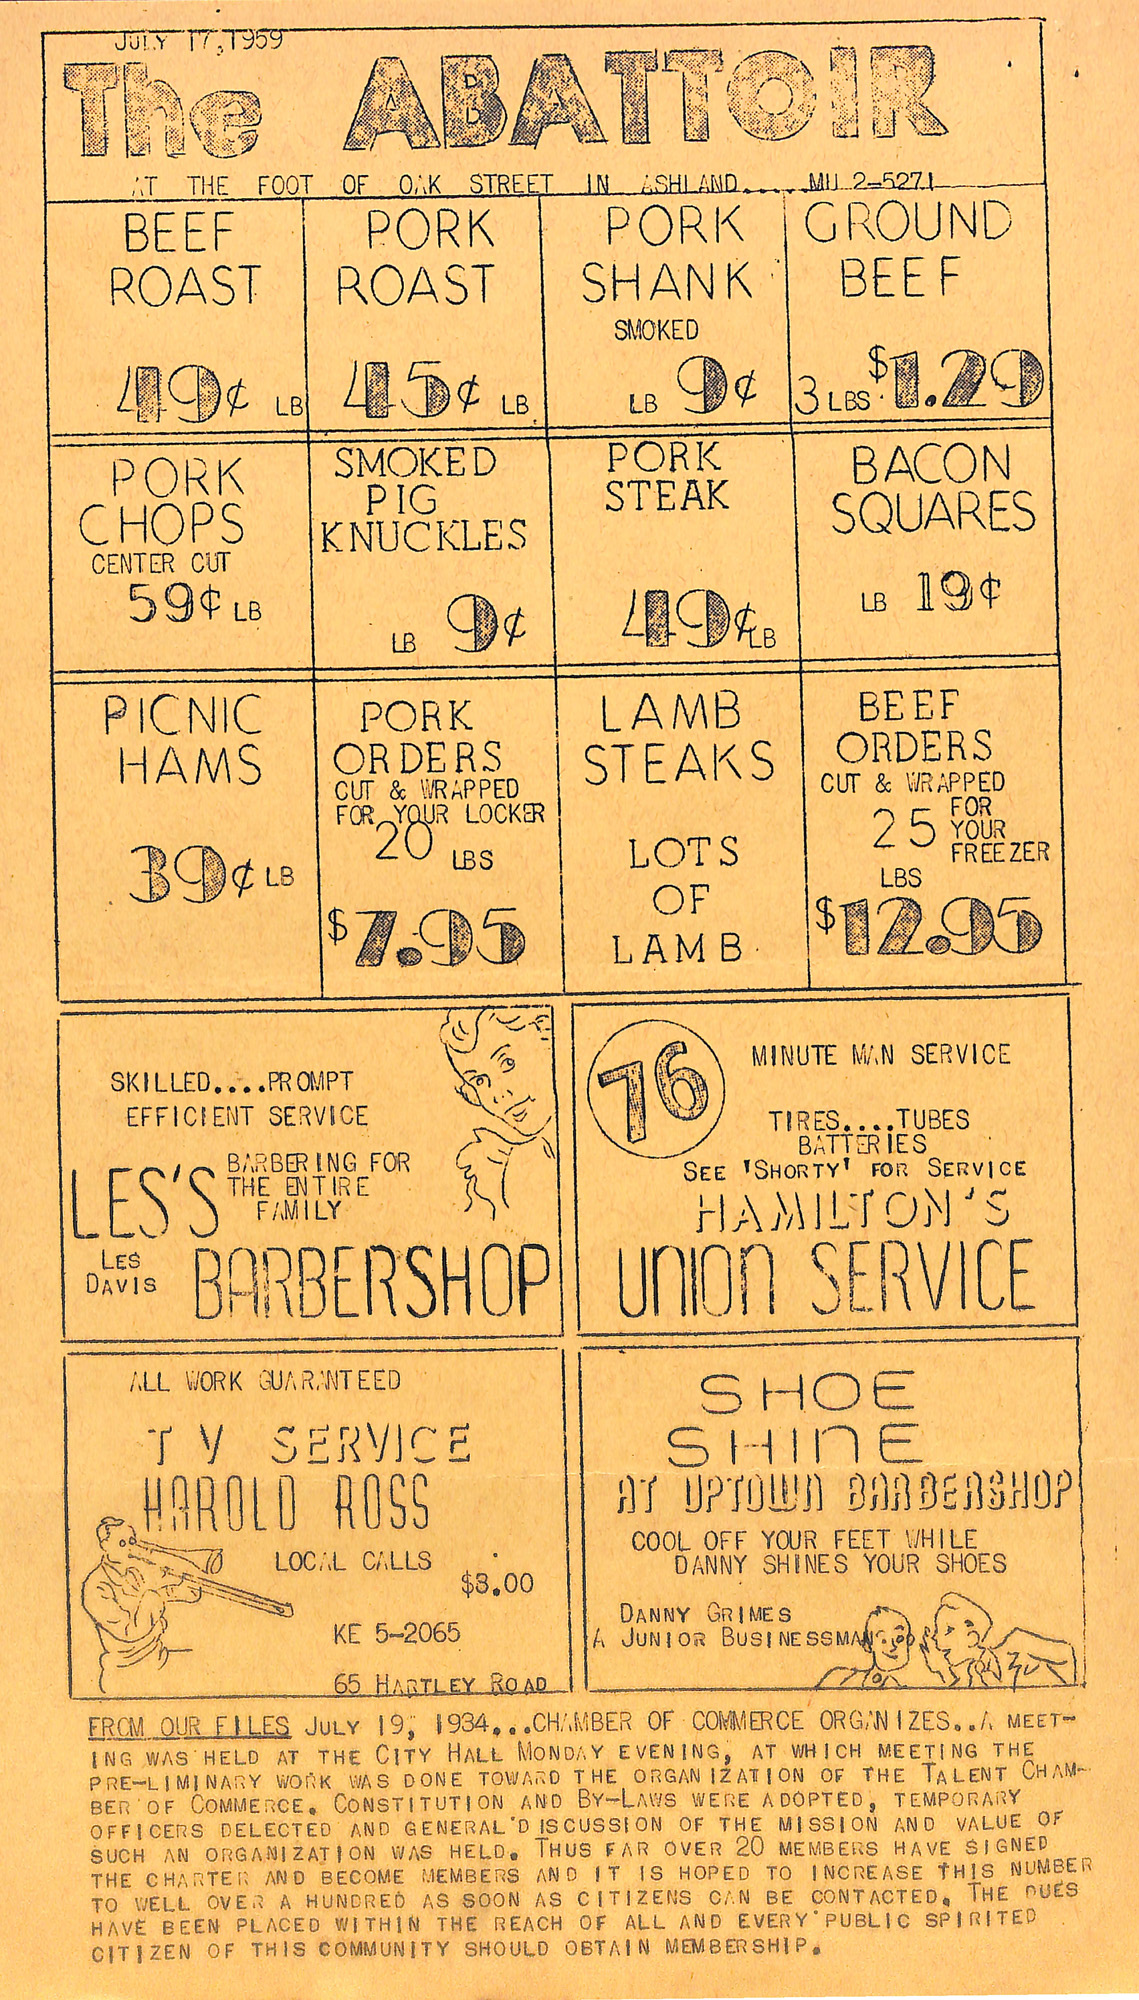 JULY 17, 1959
The ABATTOIR
AT THE FOOT OF OAK STREET IN ASHLAND.... MU 2-5271
BEEF
ROAST
49¢ LB
PORK
ROAST
45¢ LB
PORK
SHANK
SMOKED
LB 9¢
GROUND
BEEF
3 LBS $1.29
PORK
CHOPS
CENTER CUT
59¢ LB
SMOKED
PIG
KNUCKLES
LB 9¢
PORK
STEAK
49¢ LB
BACON
SQUARES
LB 19¢
PICNIC
HAMS
39¢ LB
PORK
ORDERS
CUT & WRAPPED
FOR YOUR LOCKER
20 LBS
$7.95
LAMB
STEAKS
LOTS
OF
LAMB
BEEF
ORDERS
CUT & WRAPPED
25 FOR
YOUR
FREEZER
LBS
$12.95
SKILLED....PROMPT
EFFICIENT SERVICE
BARBERING FOR
THE ENTIRE
FAMILY
LES'S
LES
DAVIS
BARBERSHOP
76
MINUTE MAN SERVICE
TIRES....TUBES
BATTERIES
SEE 'SHORTY' FOR SERVICE
HAMILTON'S
UNION SERVICE
ALL WORK GUARANTEED
T V SERVICE
HAROLD ROSS
LOCAL CALLS
$3.00
KE 5-2065
65 HARTLEY ROAD
SHOE
SHINE
AT UPTOWN BARBERSHOP
COOL OFF YOUR FEET WHILE
DANNY SHINES YOUR SHOES
DANNY GRIMES
A JUNIOR BUSINESSMAN
FROM OUR FILES JULY 19, 1934...CHAMBER OF COMMERCE ORGANIZES..A MEET-
ING WAS HELD AT THE CITY HALL MONDAY EVENING, AT WHICH MEETING THE
PRE-LIMINARY WORK WAS DONE TOWARD THE ORGANIZATION OF THE TALENT CHAM-
BER OF COMMERCE. CONSTITUTION AND BY-LAWS WERE ADOPTED, TEMPORARY
OFFICERS DELECTED AND GENERAL DISCUSSION OF THE MISSION AND VALUE OF
SUCH AN ORGANIZATION WAS HELD. THUS FAR OVER 20 MEMBERS HAVE SIGNED
THE CHARTER AND BECOME MEMBERS AND IT IS HOPED TO INCREASE THIS NUMBER
TO WELL OVER A HUNDRED AS SOON AS CITIZENS CAN BE CONTACTED. THE DUES
HAVE BEEN PLACED WITHIN THE REACH OF ALL AND EVERY PUBLIC SPIRITED
CITIZEN OF THIS COMMUNITY SHOULD OBTAIN MEMBERSHIP.